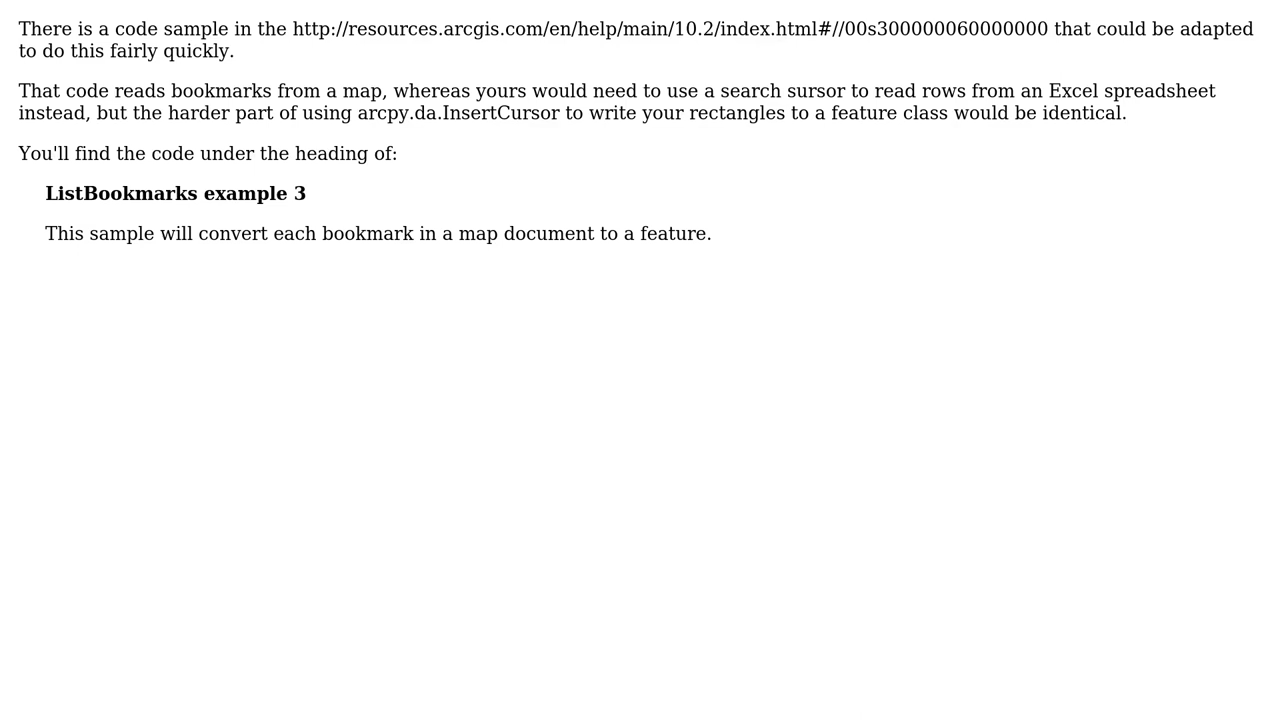 There is a code sample in the http://resources.arcgis.com/en/help/main/10.2/index.html#//00s300000060000000 that could be adapted
to do this fairly quickly.
That code reads bookmarks from a map, whereas yours would need to use a search sursor to read rows from an Excel spreadsheet
instead, but the harder part of using arcpy.da.InsertCursor to write your rectangles to a feature class would be identical.
You'll find the code under the heading of:
ListBookmarks example 3
This sample will convert each bookmark in a map document to a feature.